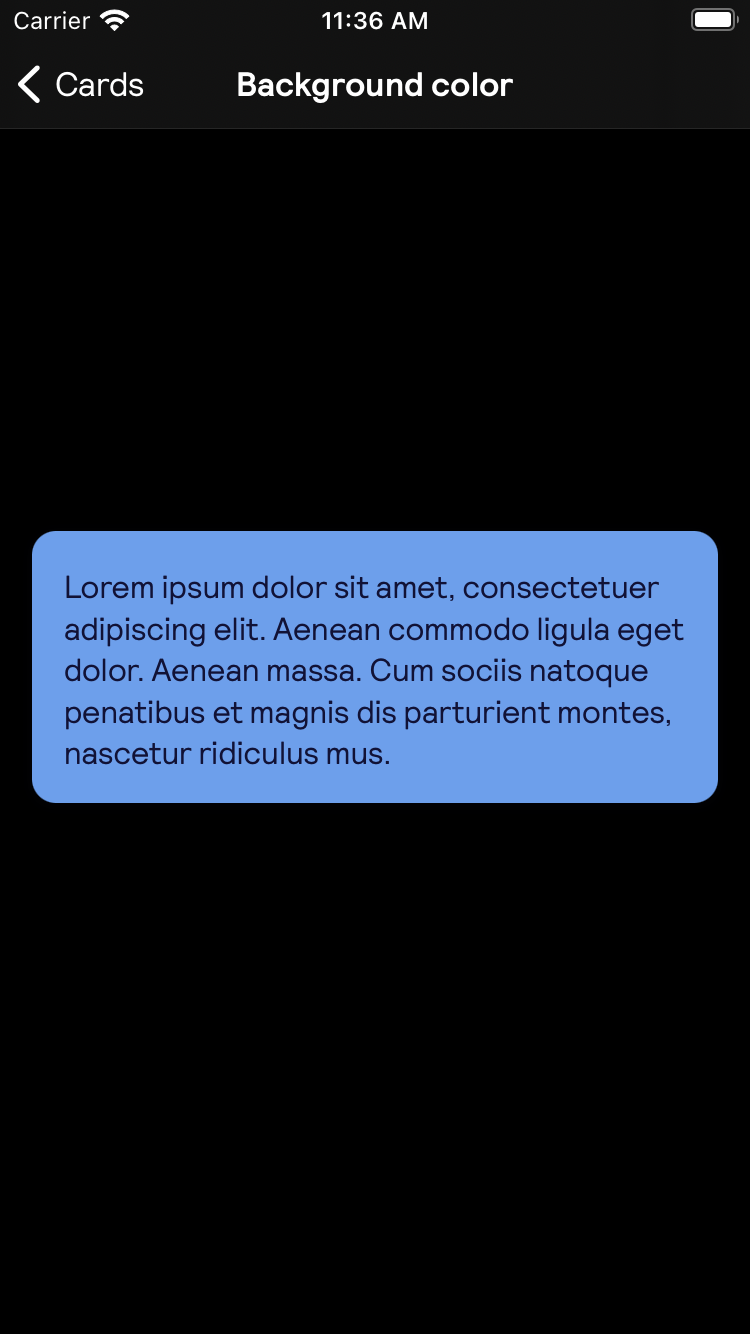 Carrier 11:36 AM
Cards Background color
Lorem ipsum dolor sit amet, consectetuer
adipiscing elit. Aenean commodo ligula eget
dolor. Aenean massa. Cum sociis natoque
penatibus et magnis dis parturient montes,
nascetur ridiculus mus.